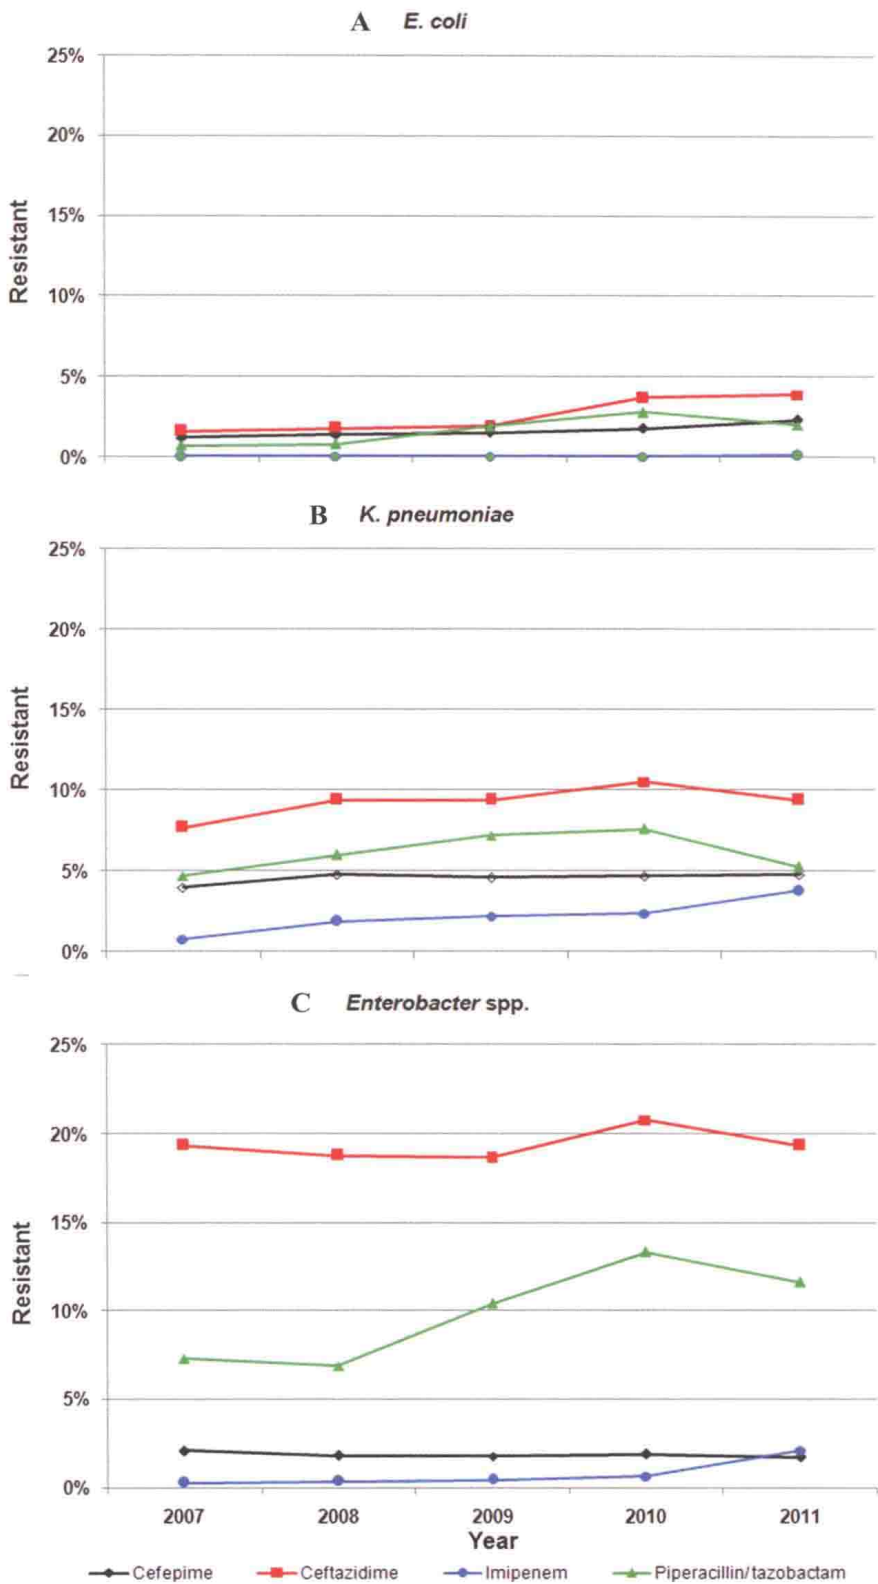 A E. coli
25%
20%
15%
10%
5%
0%
Resistant
B K. pneumoniae
25%
20%
15%
10%
5%
0%
Resistant
C Enterobacter spp.
25%
20%
15%
10%
5%
0%
Resistant
2007 2008 2009 2010 2011
Year
Cefepime Ceftazidime Imipenem Piperacillin/tazobactam